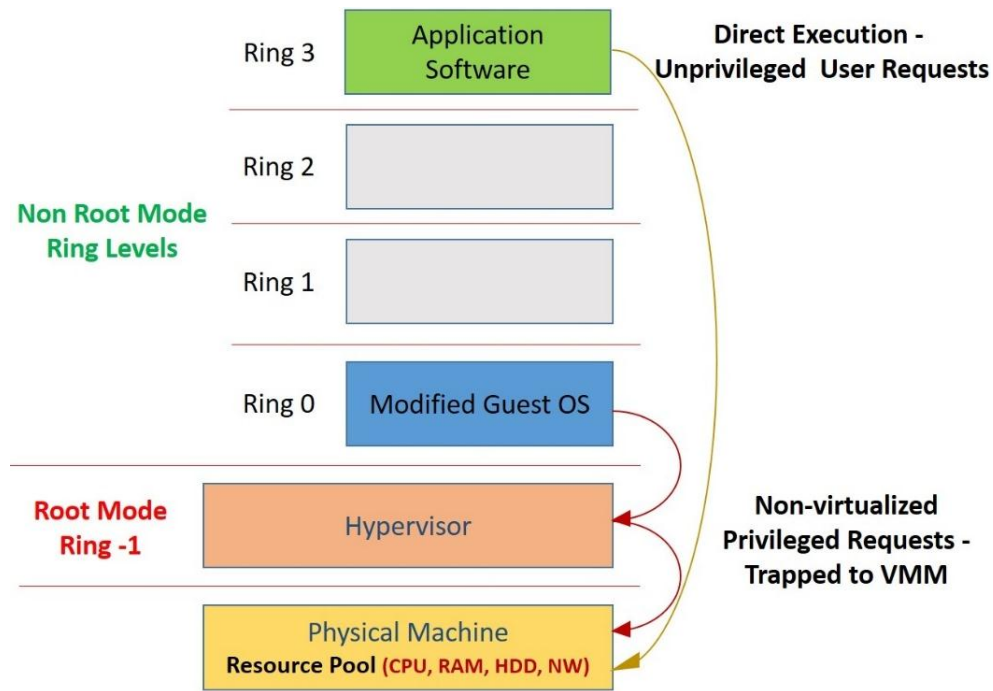 Ring 3
Application
Software
Direct Execution -
Unprivileged User Requests
Ring 2
Non Root Mode
Ring Levels
Ring 1
Ring 0
Modified Guest OS
Root Mode
Ring -1
Hypervisor
Non-virtualized
Privileged Requests -
Trapped to VMM
Physical Machine
Resource Pool (CPU, RAM, HDD, NW)